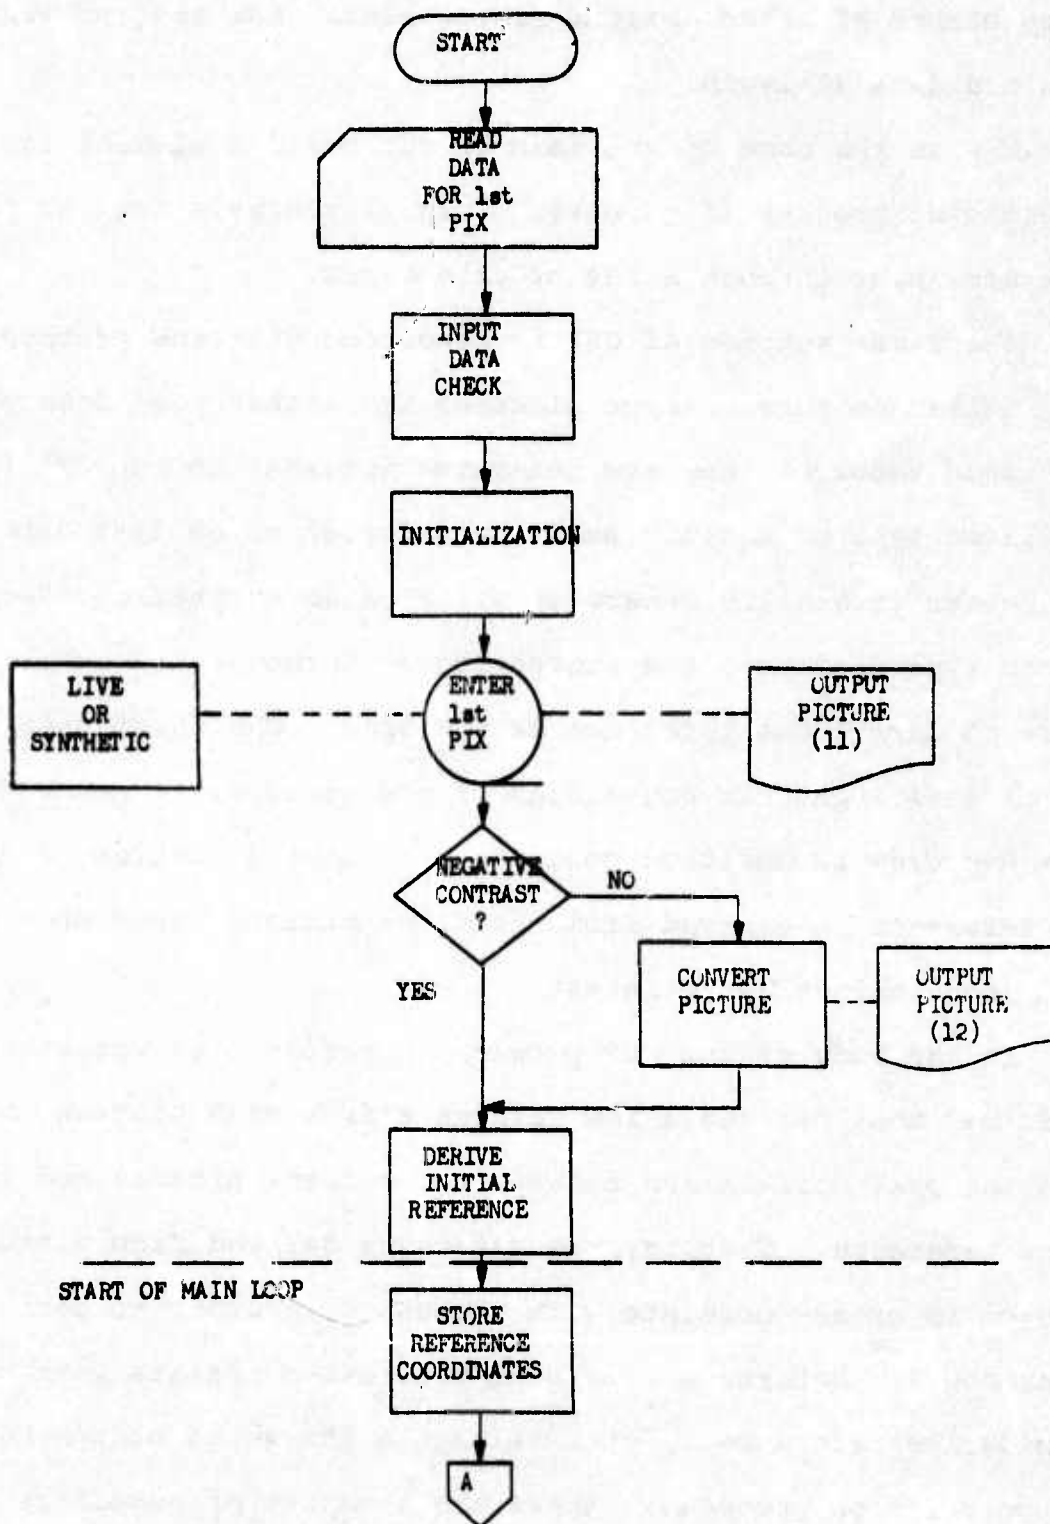 START
READ
DATA
FOR 1st
PIX
INPUT
DATA
CHECK
INITIALIZATION
LIVE
OR
SYNTHETIC
ENTER
1st
PIX
OUTPUT
PICTURE
(11)
NEGATIVE
CONTRAST
?
NO
YES
CONVERT
PICTURE
OUTPUT
PICTURE
(12)
DERIVE
INITIAL
REFERENCE
START OF MAIN LOOP
STORE
REFERENCE
COORDINATES
A